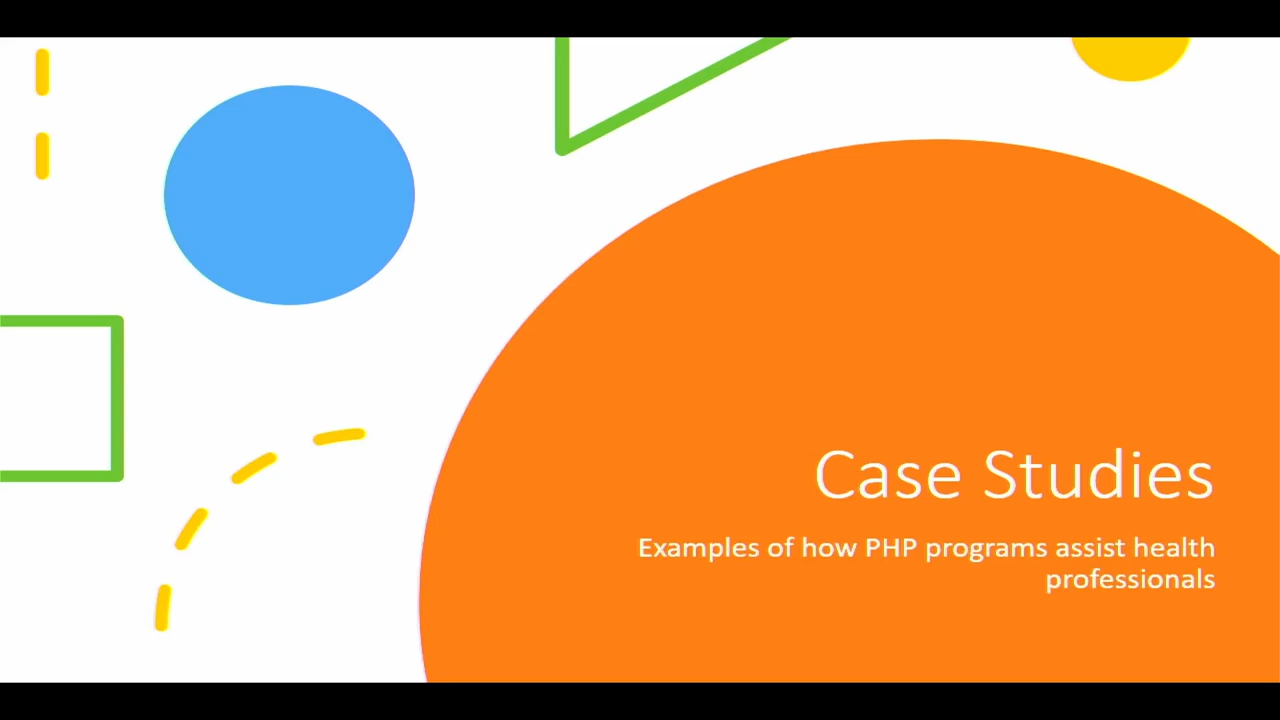 Case Studies
Examples of how PHP programs assist health
professionals